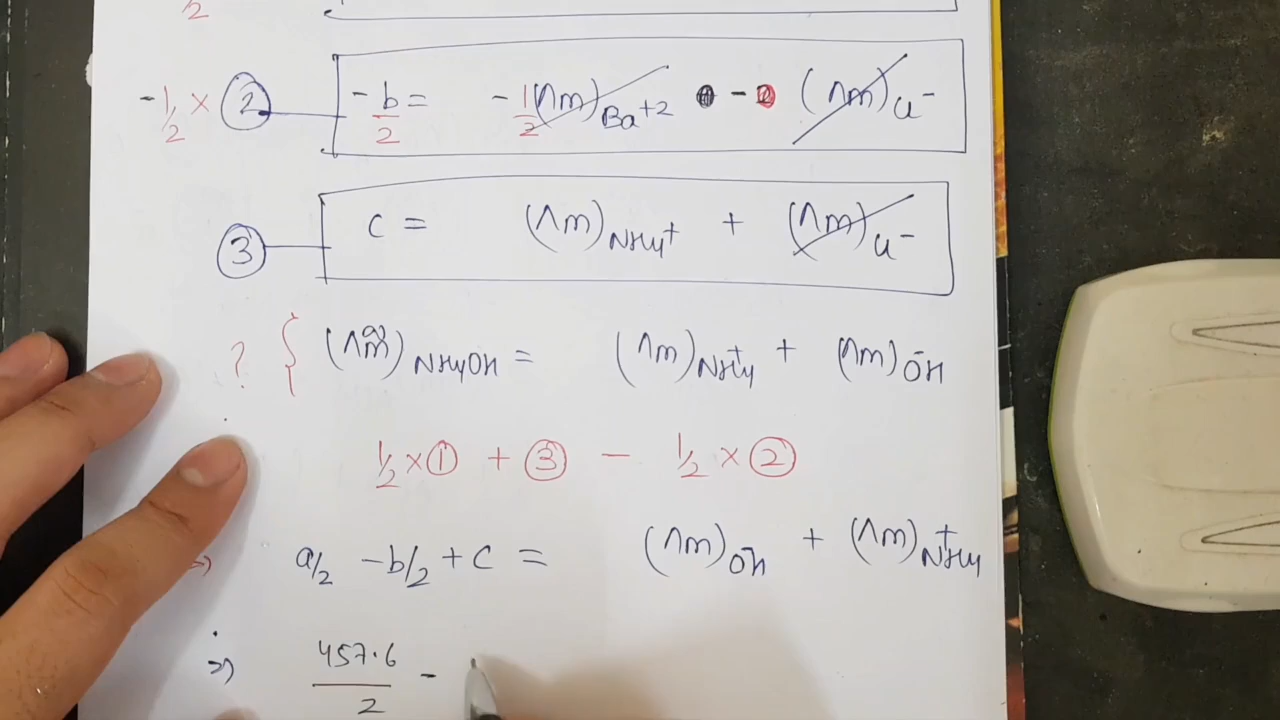 2
-1/2 × ② -b/2 = -1/2 (Λm)Ba+2 - (Λm)Cl-
③ C = (Λm)NH4+ + (Λm)Cl-
? { (Λ∞m)NH4OH = (Λm)NH4+ + (Λm)OH-
1/2 × ① + ③ - 1/2 × ②
⇒ a/2 - b/2 + C = (Λm)OH- + (Λm)NH4+
⇒ 457.6/2 -